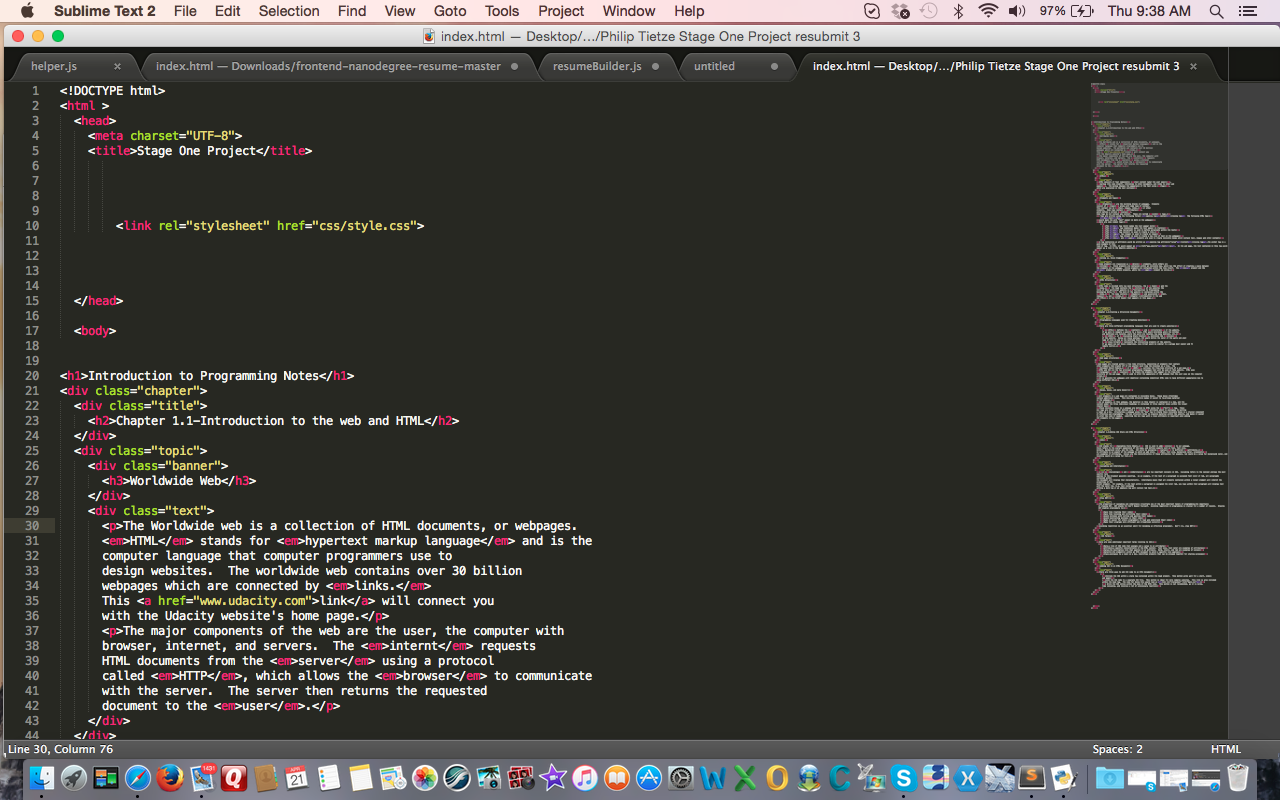 Sublime Text 2 File Edit Selection Find View Goto Tools Project Window Help 97% Thu 9:38 AM
index.html — Desktop/.../Philip Tietze Stage One Project resubmit 3
helper.js × index.html — Downloads/frontend-nanodegree-resume-master resumeBuilder.js untitled index.html — Desktop/.../Philip Tietze Stage One Project resubmit 3 ×
1 <!DOCTYPE html>
2 <html >
3 <head>
4 <meta charset="UTF-8">
5 <title>Stage One Project</title>
6
7
8
9
10 <link rel="stylesheet" href="css/style.css">
11
12
13
14
15 </head>
16
17 <body>
18
19
20 <h1>Introduction to Programming Notes</h1>
21 <div class="chapter">
22 <div class="title">
23 <h2>Chapter 1.1—Introduction to the web and HTML</h2>
24 </div>
25 <div class="topic">
26 <div class="banner">
27 <h3>Worldwide Web</h3>
28 </div>
29 <div class="text">
30 <p>The Worldwide web is a collection of HTML documents, or webpages.
31 <em>HTML</em> stands for <em>hypertext markup language</em> and is the
32 computer language that computer programmers use to
33 design websites.  The worldwide web contains over 30 billion
34 webpages which are connected by <em>links.</em>
35 This <a href="www.udacity.com">link</a> will connect you
36 with the Udacity website's home page.</p>
37 <p>The major components of the web are the user, the computer with
38 browser, internet, and servers.  The <em>internt</em> requests
39 HTML documents from the <em>server</em> using a protocol
40 called <em>HTTP</em>, which allows the <em>browser</em> to communicate
41 with the server.  The server then returns the requested
42 document to the <em>user</em>.</p>
43 </div>
44 </div>
Line 30, Column 76 Spaces: 2 HTML
APR 21